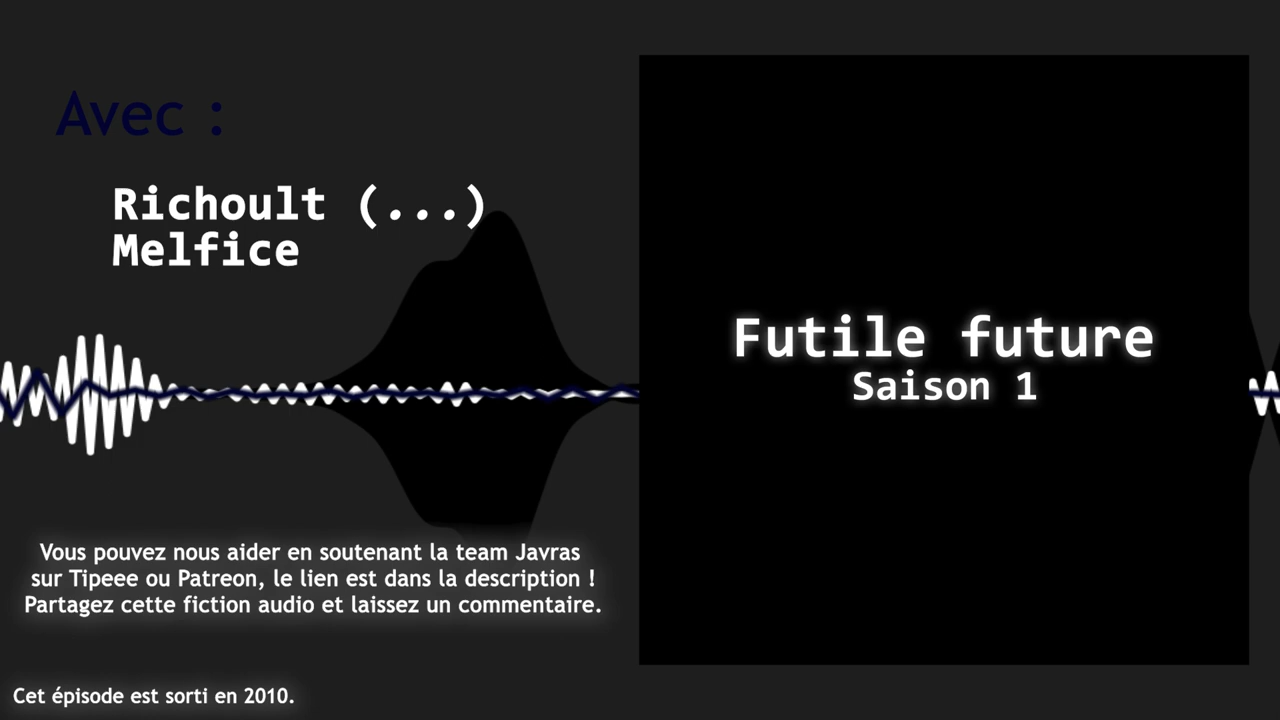 Avec :
Richoult (...)
Melfice
Futile future
Saison 1
Vous pouvez nous aider en soutenant la team Javras
sur Tipeee ou Patreon, le lien est dans la description !
Partagez cette fiction audio et laissez un commentaire.
Cet épisode est sorti en 2010.